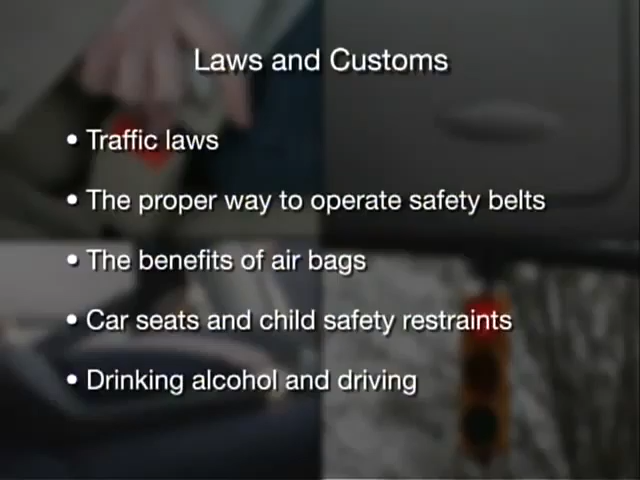 Laws and Customs
• Traffic laws
• The proper way to operate safety belts
• The benefits of air bags
• Car seats and child safety restraints
• Drinking alcohol and driving